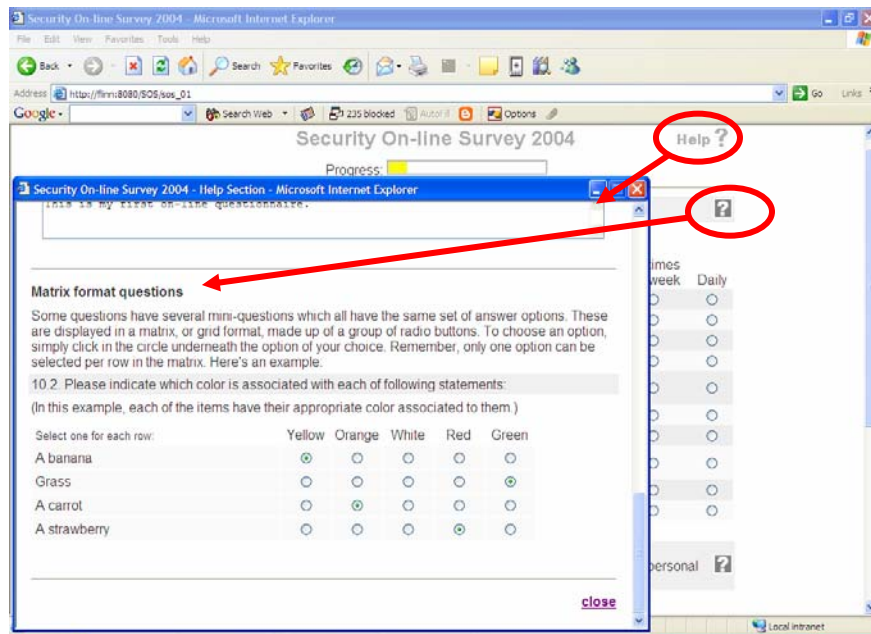 Security On-line Survey 2004 - Microsoft Internet Explorer
File Edit View Favorites Tools Help
Back Search Favorites
Address http://finn:8080/SOS/sos_01 Go Links
Google Search Web 235 blocked AutoFill Options
Security On-line Survey 2004 Help ?
Progress:
Security On-line Survey 2004 - Help Section - Microsoft Internet Explorer
This is my first on-line questionnaire.
?
Matrix format questions
times
week Daily
Some questions have several mini-questions which all have the same set of answer options. These
are displayed in a matrix, or grid format, made up of a group of radio buttons. To choose an option,
simply click in the circle underneath the option of your choice. Remember, only one option can be
selected per row in the matrix. Here's an example.
10.2. Please indicate which color is associated with each of following statements:
(In this example, each of the items have their appropriate color associated to them.)
Select one for each row: Yellow Orange White Red Green
A banana
Grass
A carrot
A strawberry
personal ?
close
Local intranet